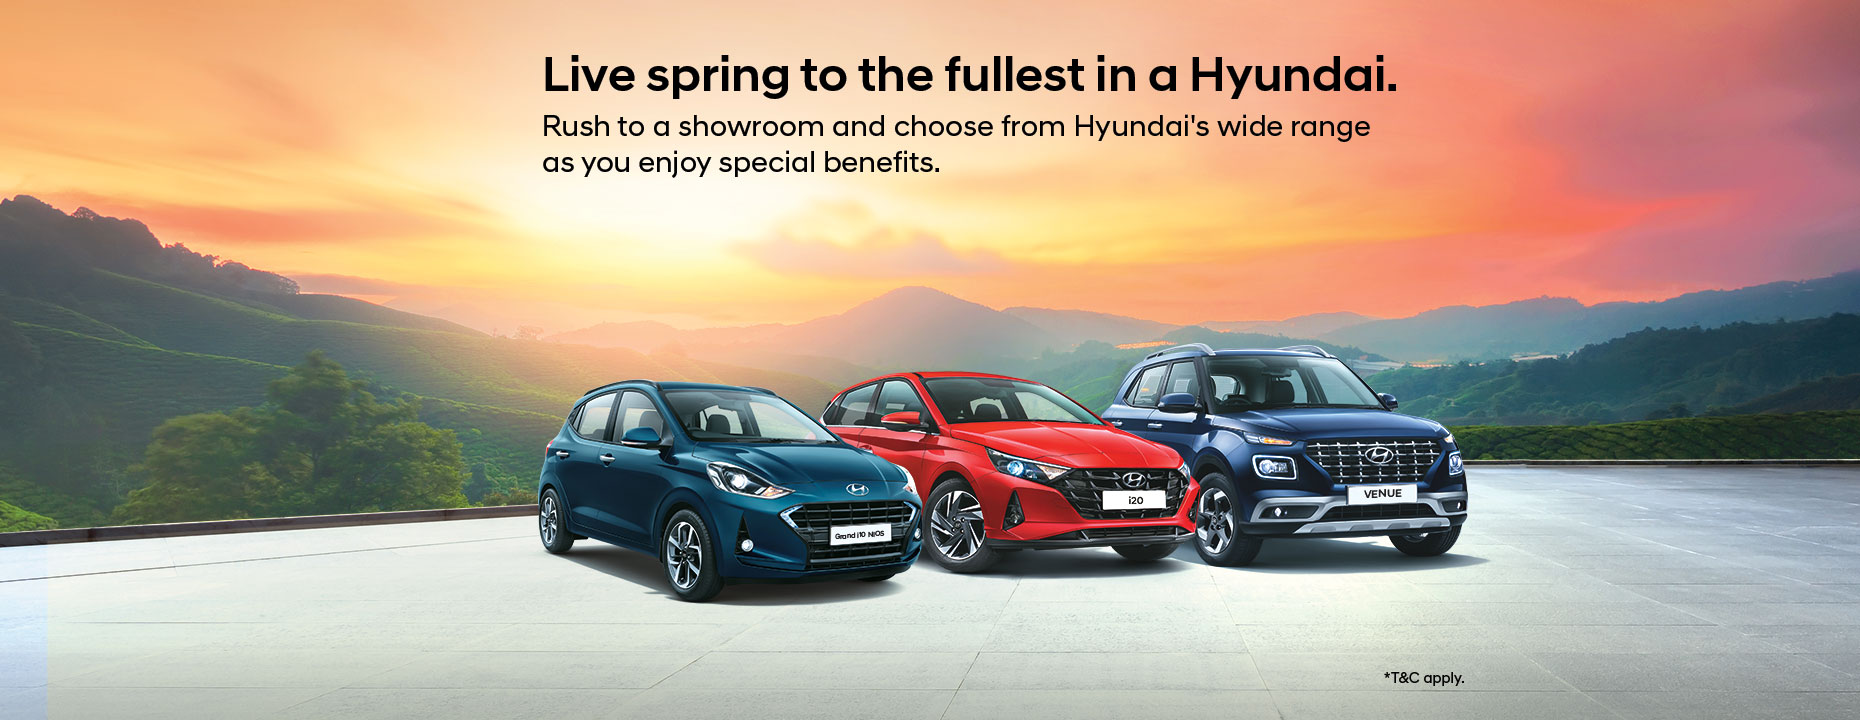 Live spring to the fullest in a Hyundai.
Rush to a showroom and choose from Hyundai's wide range
as you enjoy special benefits.
Grand i10 NIOS
i20
VENUE
*T&C apply.